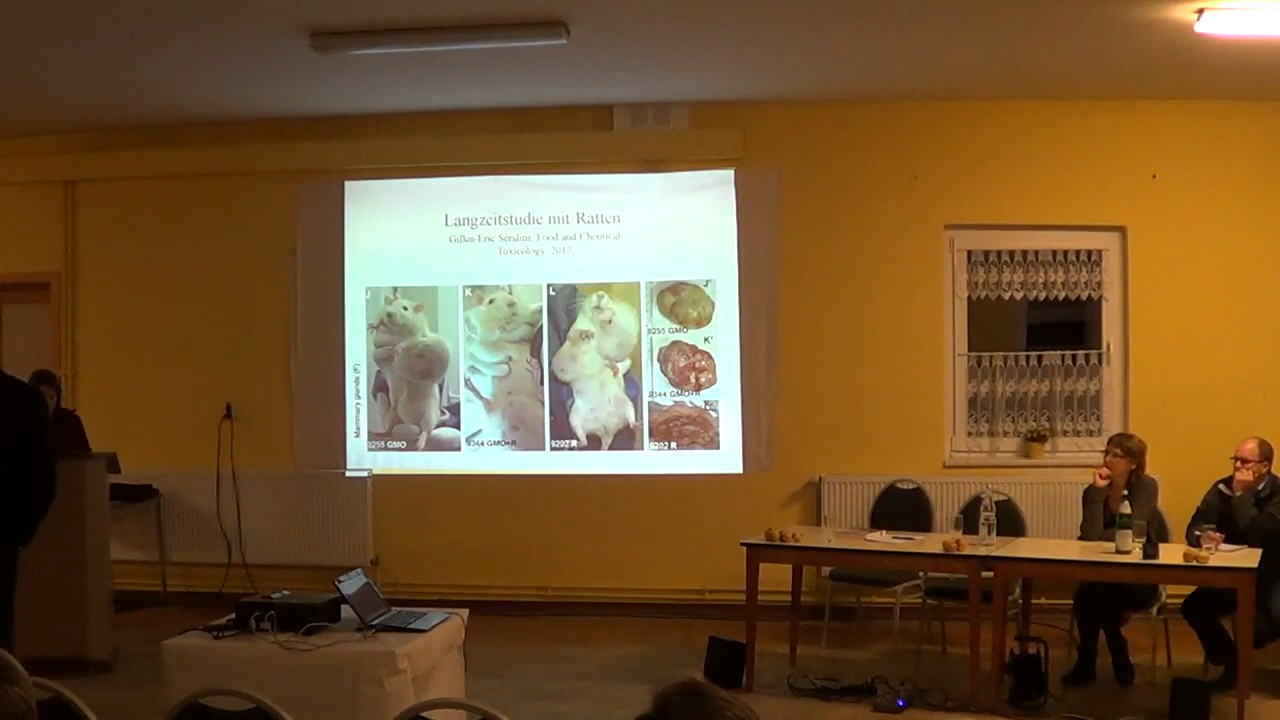 Langzeitstudie mit Ratten
Gilles-Eric Séralini, Food and Chemical
Toxicology, 2012
Mammary glands (F)
J
K
L
J'
K'
L'
9255 GMO
9344 GMO+R
9202 R
9255 GMO
9344 GMO+R
9202 R